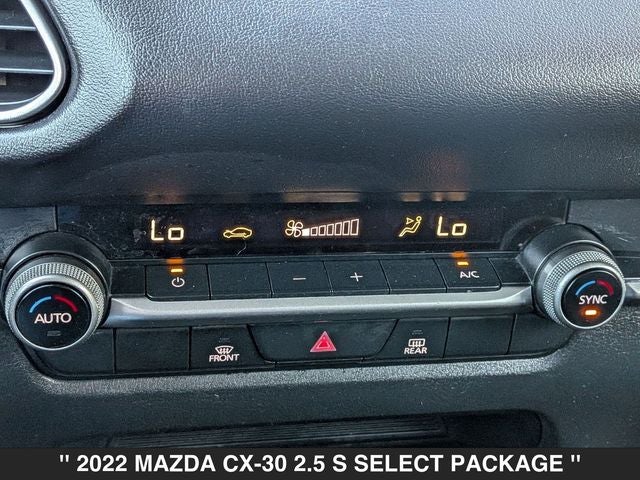 Lo Lo
A/C
AUTO SYNC
FRONT REAR
" 2022 MAZDA CX-30 2.5 S SELECT PACKAGE "